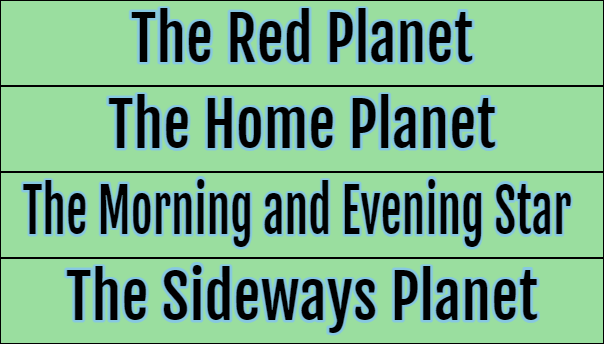 The Red Planet
The Home Planet
The Morning and Evening Star
The Sideways Planet